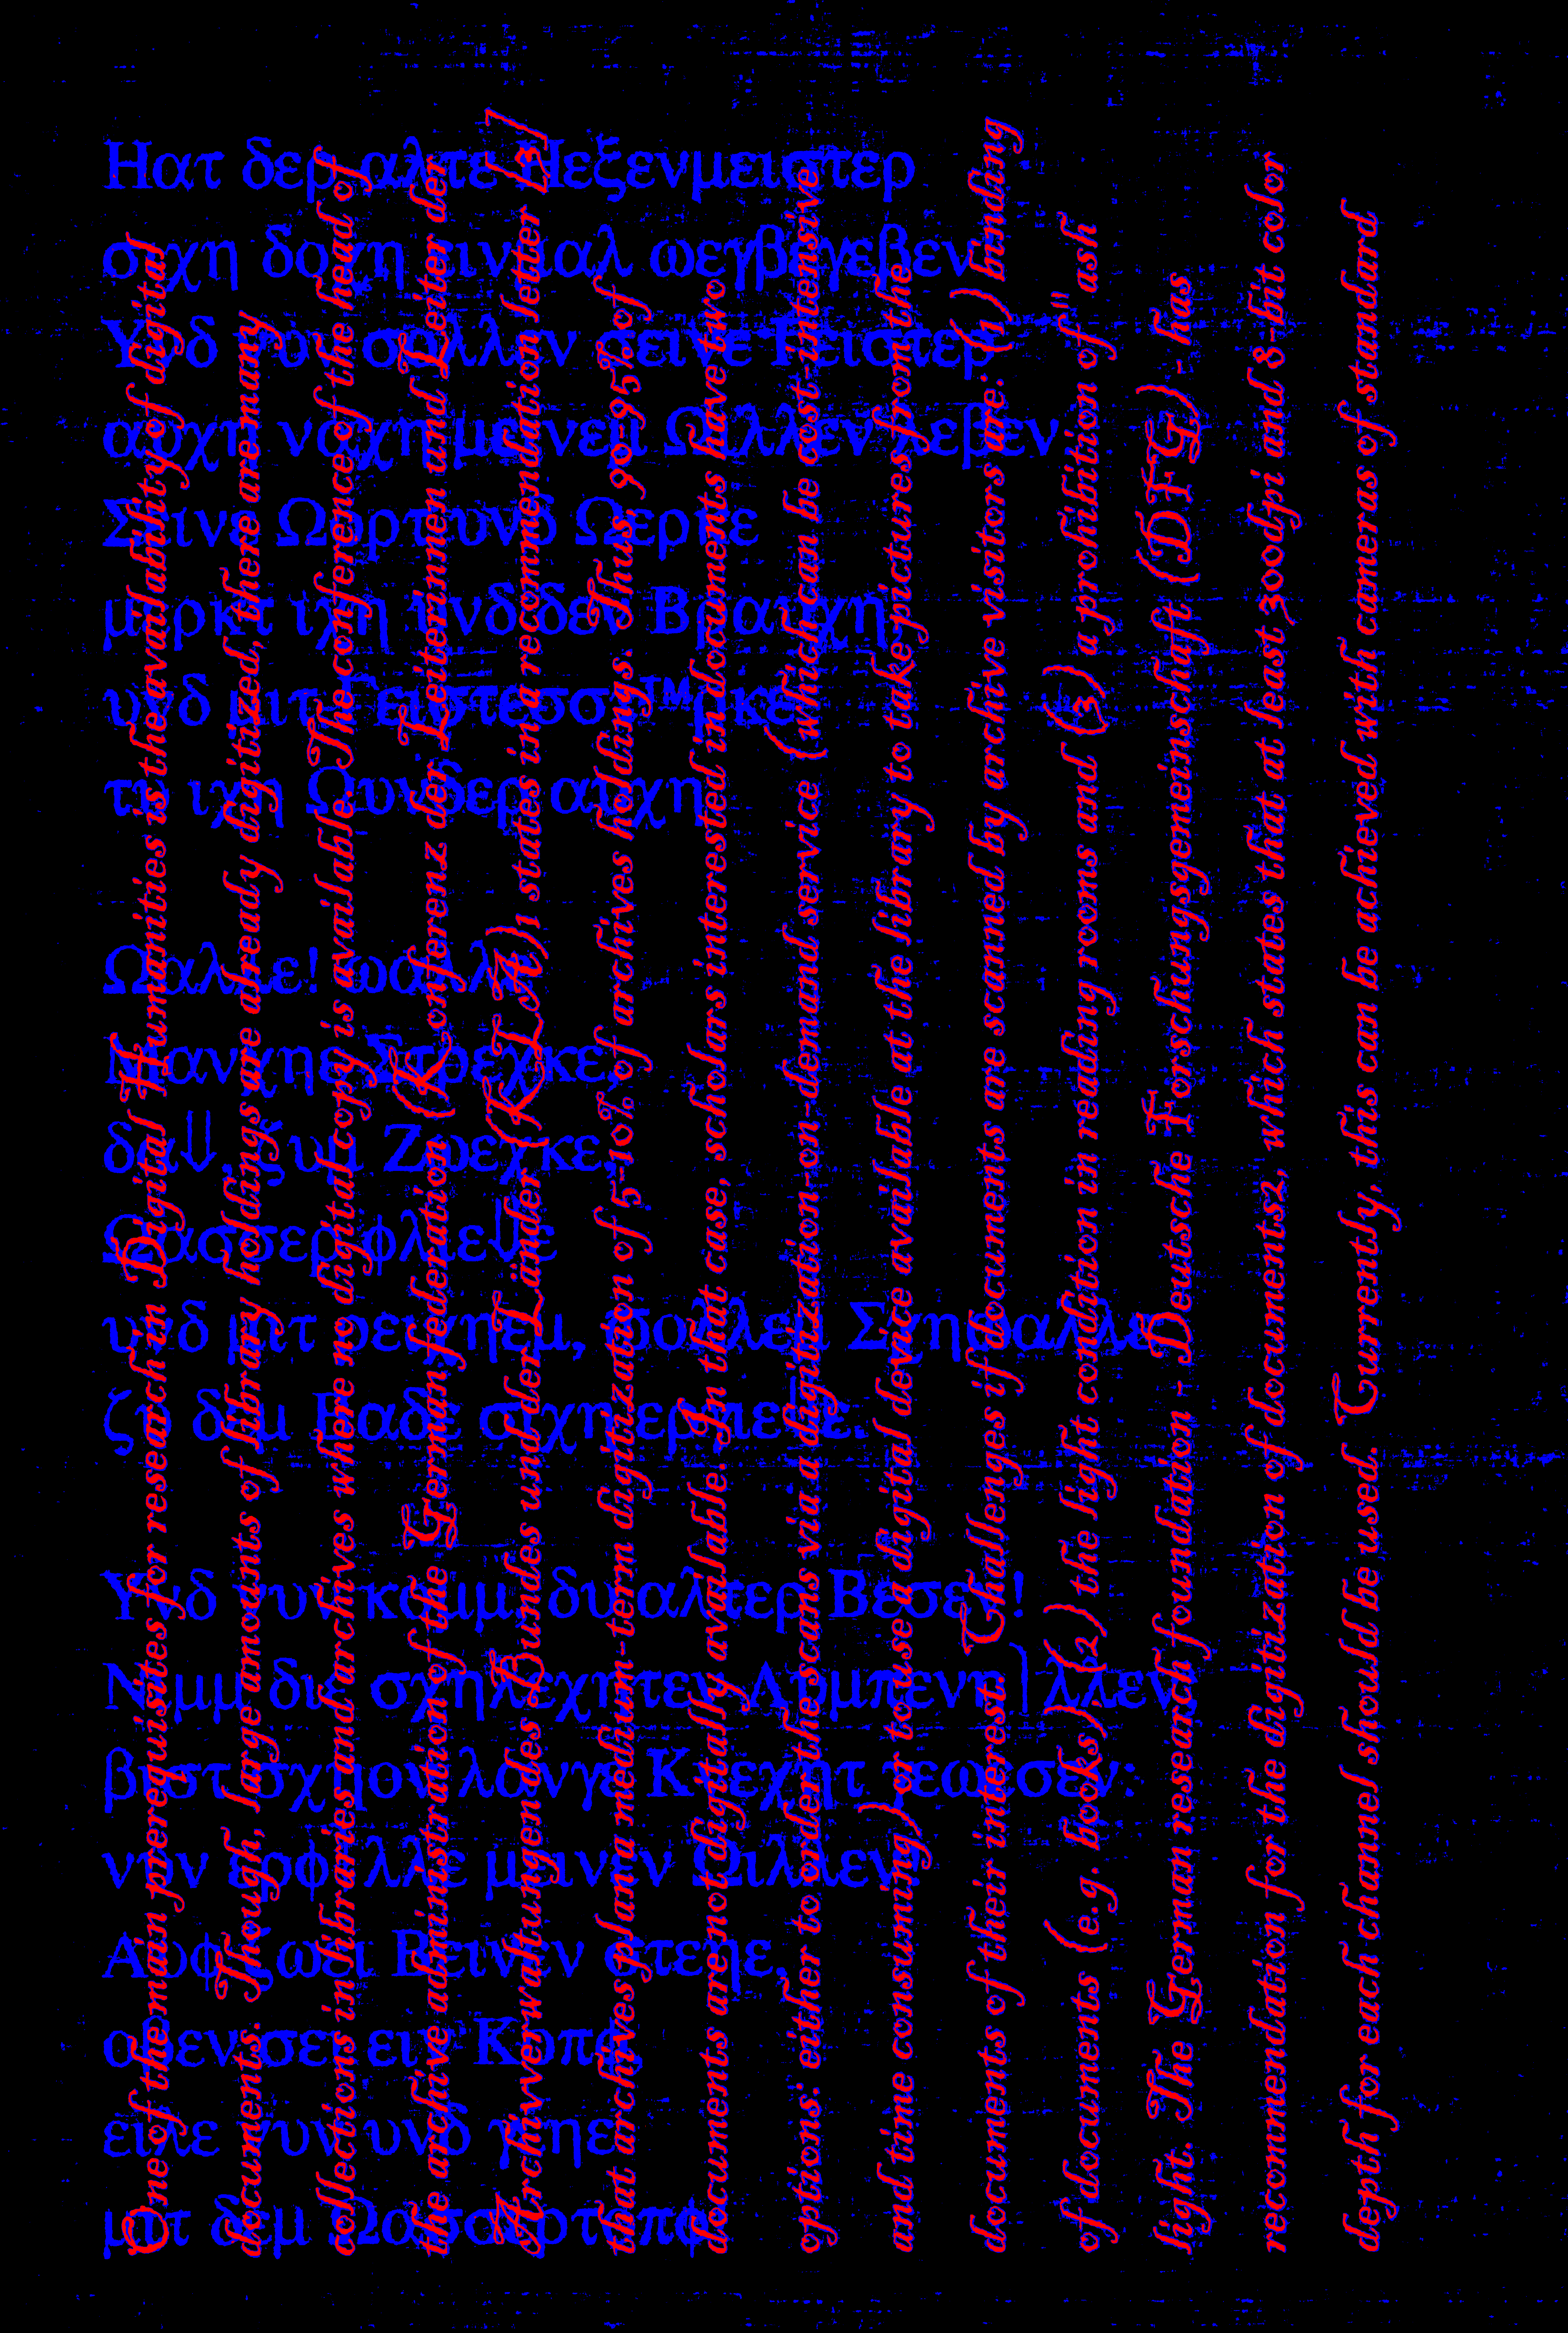 Ηατ δερ αλτε Ηεξενμειστερ
σιχη δοχη εινμαλ ωεγβεγεβεν
Υνδ νυν σολλεν σεινε Γειστερ
αυχη ναχη μεινεμ Ωιλλεν λεβεν
Σεινε Ωορτ υνδ Ωερκε
μερκτ ιχη υνδ δεν Βραυχη,
υνδ μιτ Γειστεσστ™ρκε
τυ ιχη Ωυνδερ αυχη
Ωαλλε! ωαλλε
Μανχηε Στρεχκε,
δα⇓, ζυμ Ζωεχκε,
Ωασσερ φλιε⇓ε
υνδ μιτ ρειχηεμ, ϖολλεμ Σχηωαλλε
ζυ δεμ Βαδε σιχη
Υνδ νυν κομμ, δυ αλτερ Βεσεν!
Νιμμ διε σχηλεχητεν Λυμπενη⎫λλεν,
βιστ σχηον λανγε Κνεχητ γεωεσεν:
νυν ερφ⎫λλε μεινεν Ωιλλεν!
Αυφ ζωει Βεινεν στεηε,
οβεν σει ειν Κοπφ,
ειλε νυν υνδ γεηε
μιτ δεμ Ωασσερτοπφ
One of the main prerequisites for research in Digital Humanities is the availability of digital
documents. Though, large amounts of library holdings are already digitized, there are many
collections in libraries and archives where no digital copy is available. The conference of the head of
the archive administration of the German federation (Konferenz der Leiterinnen und Leiter der
Archivverwaltungen des Bundes und der Länder (KLA)1 states in a recommendation letter [3]
that archives plan a medium-term digitization of 5-10% of archives holdings. Thus, 90-95% of
documents are not digitally available. In that case, scholars interested in documents have two
options: either to order the scans via a digitization-on-demand service (which can be cost-intensive
and time consuming) or to use a digital device available at the library to take pictures from the
documents of their interest. Challenges if documents are scanned by archive visitors are: (1) binding
of documents (e.g. books), (2) the light condition in reading rooms and (3) a prohibition of "ash
light. The German research foundation - Deutsche Forschungsgemeinschaft (DFG) - has
recommendation for the digitization of documents2, which states that at least 300dpi and 8-bit color
depth for each channel should be used. Currently, this can be achieved with cameras of standard